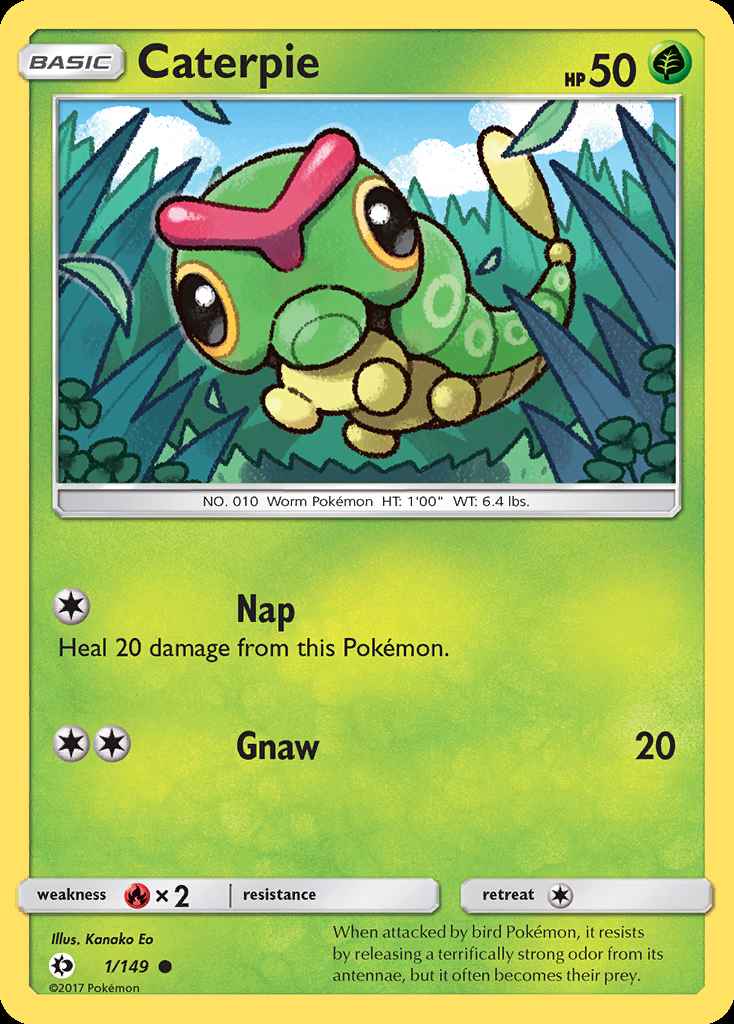 BASIC Caterpie HP 50
NO. 010 Worm Pokémon HT: 1'00" WT: 6.4 lbs.
Nap
Heal 20 damage from this Pokémon.
Gnaw 20
weakness × 2 resistance retreat
Illus. Kanako Eo
1/149
©2017 Pokémon
When attacked by bird Pokémon, it resists
by releasing a terrifically strong odor from its
antennae, but it often becomes their prey.